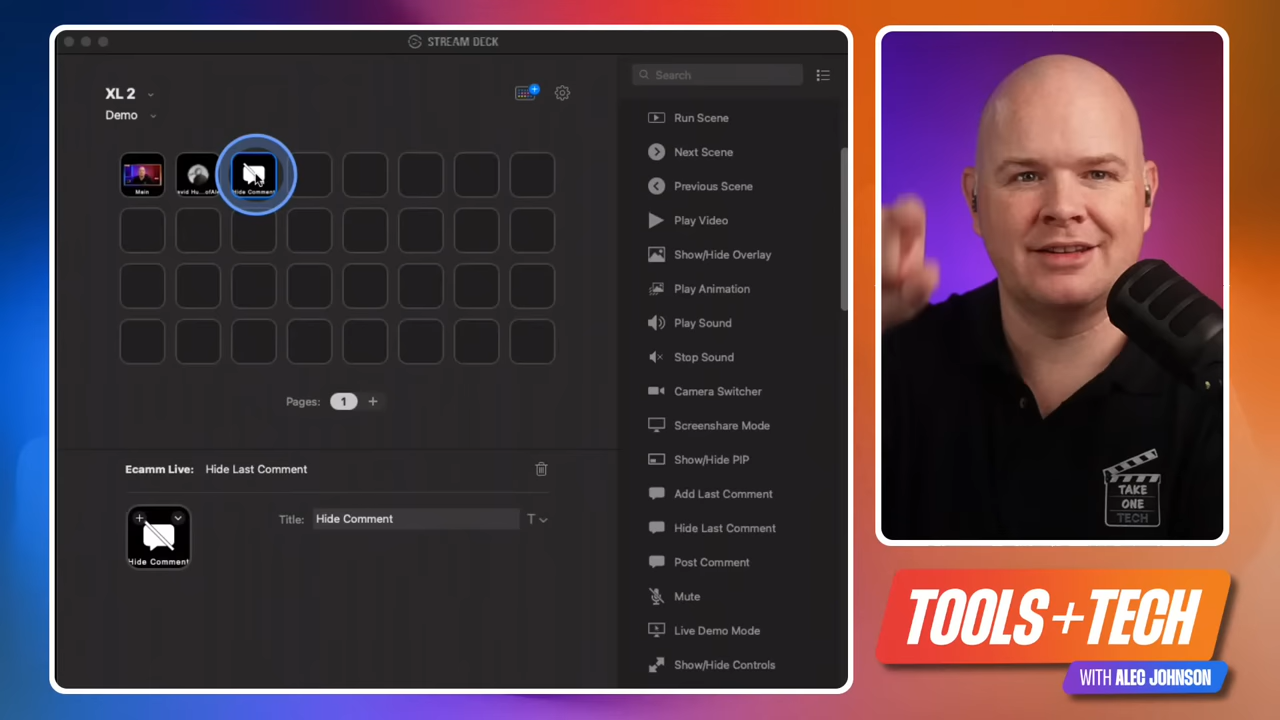 STREAM DECK
XL 2
Demo
Main
Hide Comment
Pages: 1 +
Ecamm Live: Hide Last Comment
Title: Hide Comment T
Hide Comment
Search
Run Scene
Next Scene
Previous Scene
Play Video
Show/Hide Overlay
Play Animation
Play Sound
Stop Sound
Camera Switcher
Screenshare Mode
Show/Hide PIP
Add Last Comment
Hide Last Comment
Post Comment
Mute
Live Demo Mode
Show/Hide Controls
TAKE
ONE
TECH
TOOLS+TECH
WITH ALEC JOHNSON